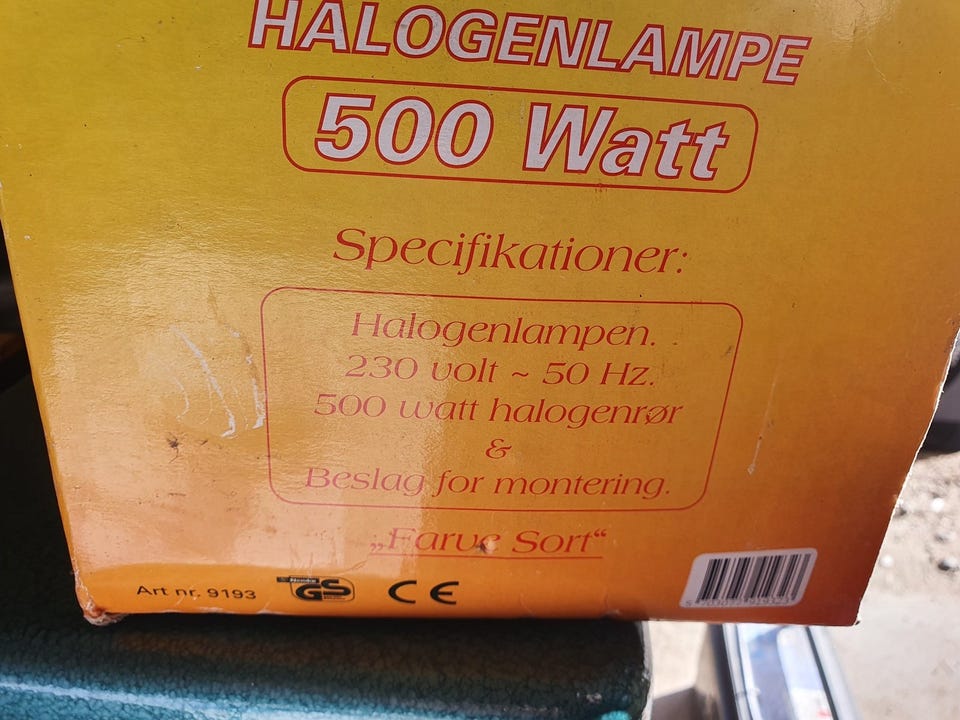 HALOGENLAMPE
500 Watt
Specifikationer:
Halogenlampen.
230 volt ~ 50 Hz.
500 watt halogenrør
&
Beslag for montering.
„Farve Sort“
Art nr. 9193
GS
CE